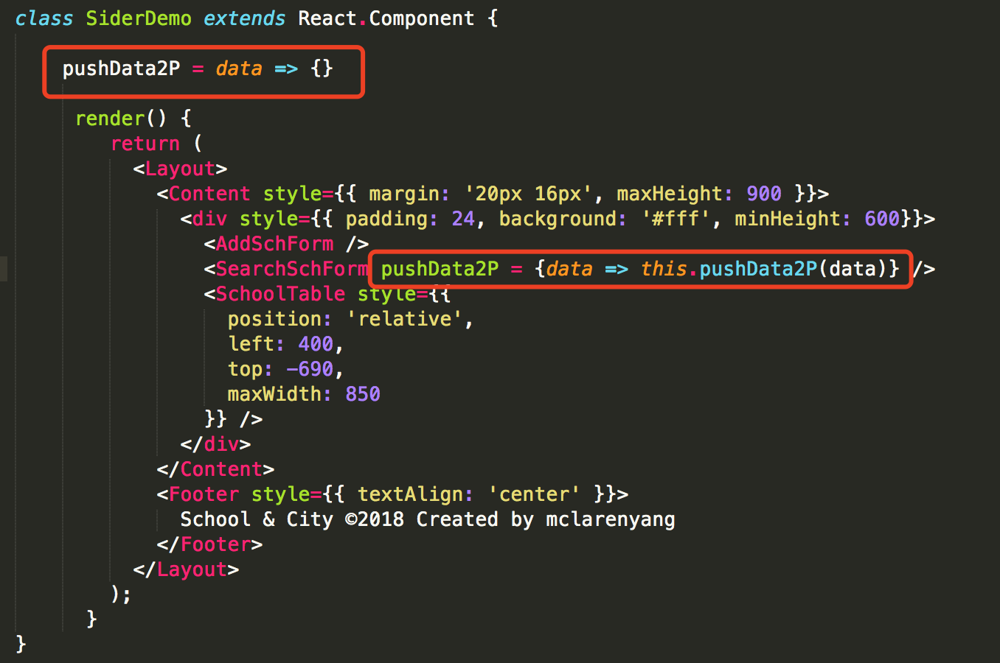 class SiderDemo extends React.Component {
pushData2P = data => {}
render() {
return (
<Layout>
<Content style={{ margin: '20px 16px', maxHeight: 900 }}>
<div style={{ padding: 24, background: '#fff', minHeight: 600}}>
<AddSchForm />
<SearchSchForm pushData2P = {data => this.pushData2P(data)} />
<SchoolTable style={{
position: 'relative',
left: 400,
top: -690,
maxWidth: 850
}} />
</div>
</Content>
<Footer style={{ textAlign: 'center' }}>
School & City ©2018 Created by mclarenyang
</Footer>
</Layout>
);
}
}